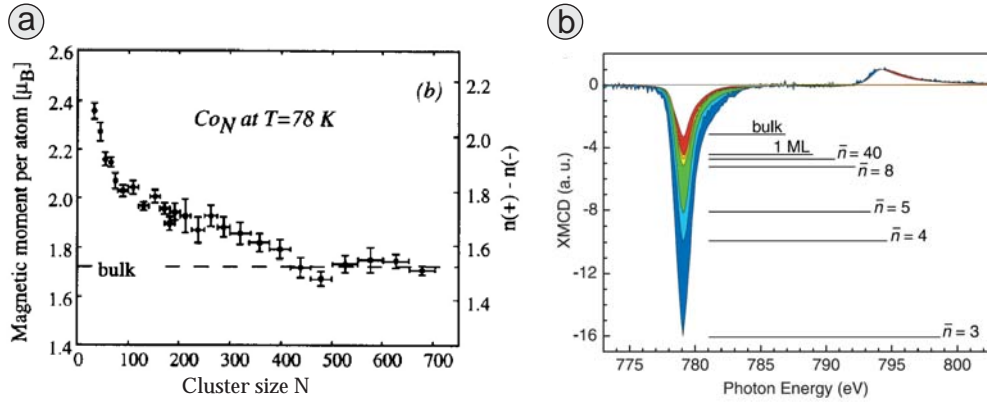 a
b
2.6
2.4
2.2
2.0
1.8
1.6
1.4
Magnetic moment per atom [μB]
(b)
CoN at T=78 K
bulk
2.2
2.0
1.8
1.6
1.4
n(+) - n(-)
0
100
200
300
400
500
600
700
Cluster size N
0
-4
-8
-12
-16
XMCD (a. u.)
bulk
1 ML
n̄ = 40
n̄ = 8
n̄ = 5
n̄ = 4
n̄ = 3
775
780
785
790
795
800
Photon Energy (eV)